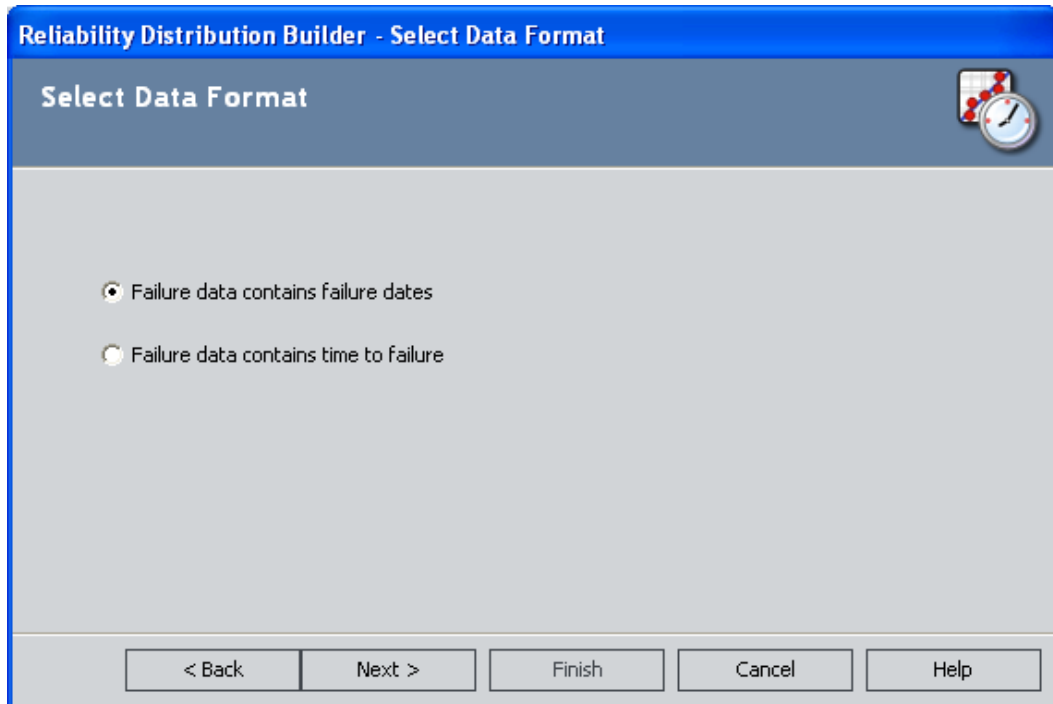 Reliability Distribution Builder - Select Data Format
Select Data Format
Failure data contains failure dates
Failure data contains time to failure
< Back Next > Finish Cancel Help